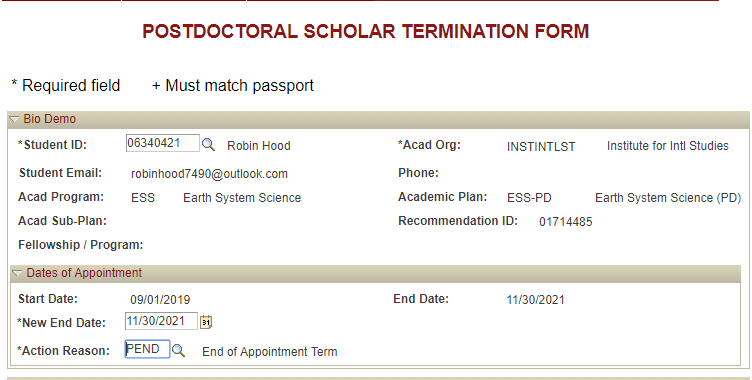 POSTDOCTORAL SCHOLAR TERMINATION FORM
* Required field + Must match passport
Bio Demo
*Student ID: 06340421 Robin Hood *Acad Org: INSTINTLST Institute for Intl Studies
Student Email: robinhood7490@outlook.com Phone:
Acad Program: ESS Earth System Science Academic Plan: ESS-PD Earth System Science (PD)
Acad Sub-Plan: Recommendation ID: 01714485
Fellowship / Program:
Dates of Appointment
Start Date: 09/01/2019 End Date: 11/30/2021
*New End Date: 11/30/2021 31
*Action Reason: PEND End of Appointment Term